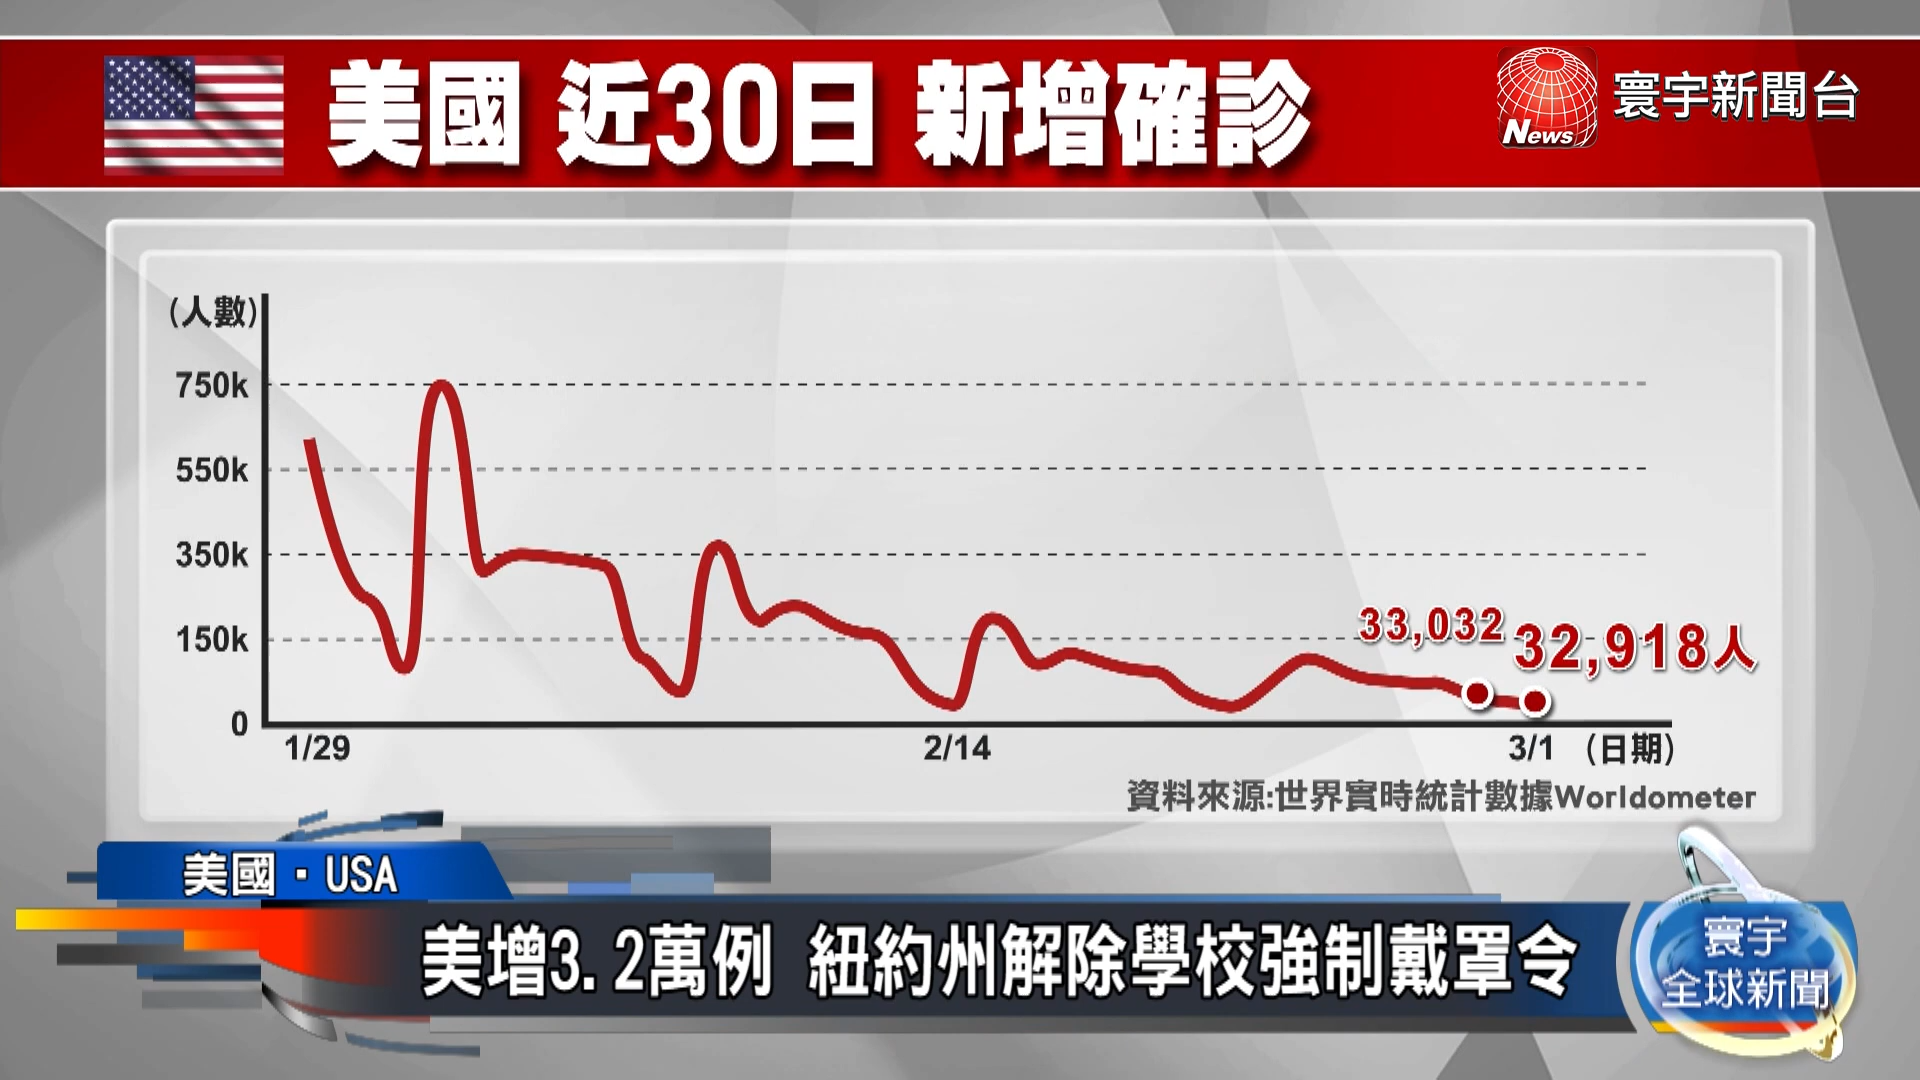 美國 近30日 新增確診
News 寰宇新聞台
(人數)
750k
550k
350k
150k
0
33,032
32,918人
1/29 2/14 3/1 (日期)
資料來源:世界實時統計數據Worldometer
美國·USA
美增3.2萬例 紐約州解除學校強制戴罩令
寰宇
全球新聞